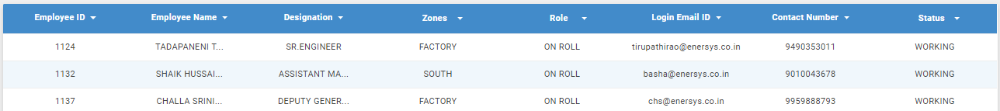 Employee ID Employee Name Designation Zones Role Login Email ID Contact Number Status
1124 TADAPANENI T... SR.ENGINEER FACTORY ON ROLL tirupathirao@enersys.co.in 9490353011 WORKING
1132 SHAIK HUSSAI... ASSISTANT MA... SOUTH ON ROLL basha@enersys.co.in 9010043678 WORKING
1137 CHALLA SRINI... DEPUTY GENER... FACTORY ON ROLL chs@enersys.co.in 9959888793 WORKING